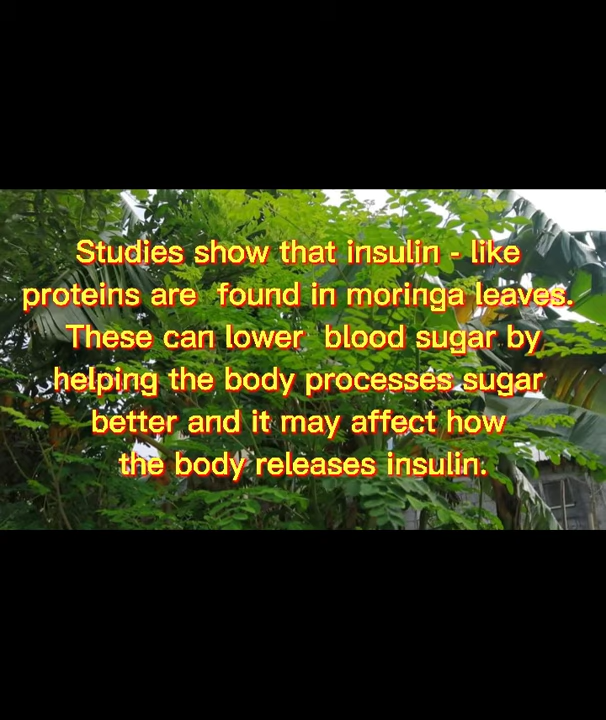 Studies show that insulin - like
proteins are found in moringa leaves.
These can lower blood sugar by
helping the body processes sugar
better and it may affect how
the body releases insulin.